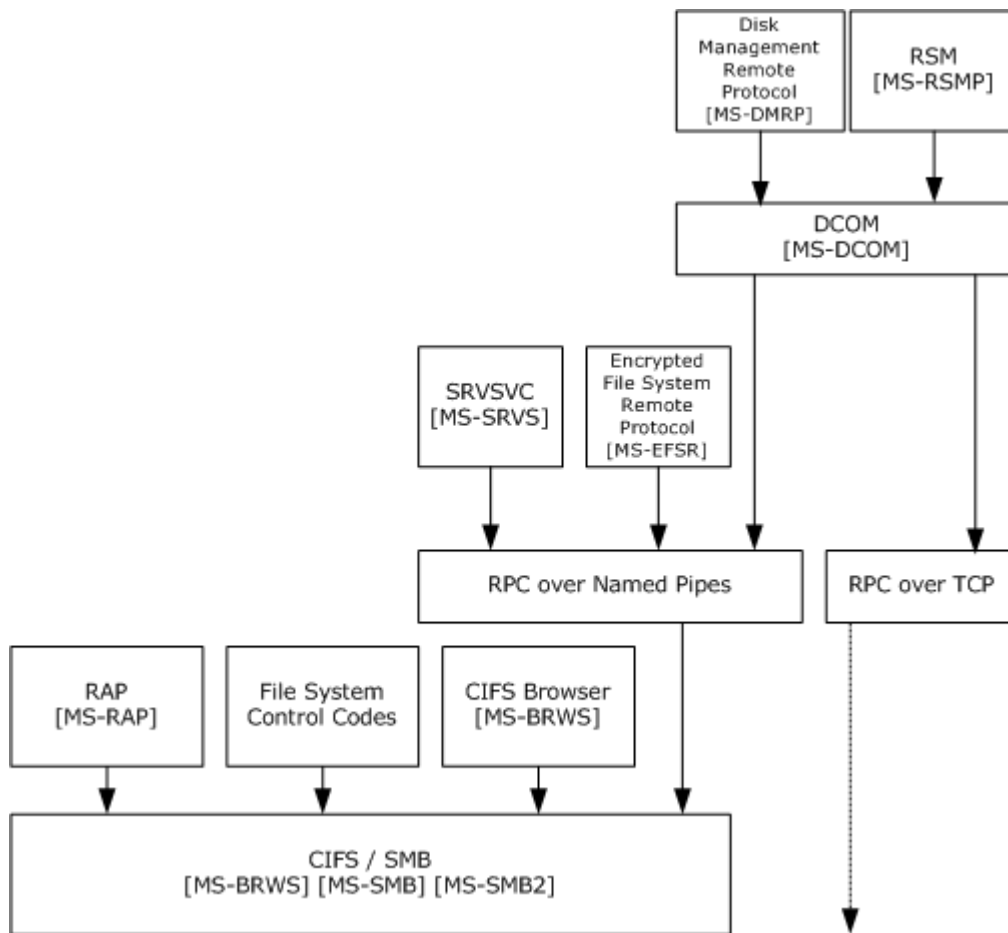 Disk
Management
Remote
Protocol
[MS-DMRP]
RSM
[MS-RSMP]
DCOM
[MS-DCOM]
SRVSVC
[MS-SRVS]
Encrypted
File System
Remote
Protocol
[MS-EFSR]
RPC over Named Pipes
RPC over TCP
RAP
[MS-RAP]
File System
Control Codes
CIFS Browser
[MS-BRWS]
CIFS / SMB
[MS-BRWS] [MS-SMB] [MS-SMB2]